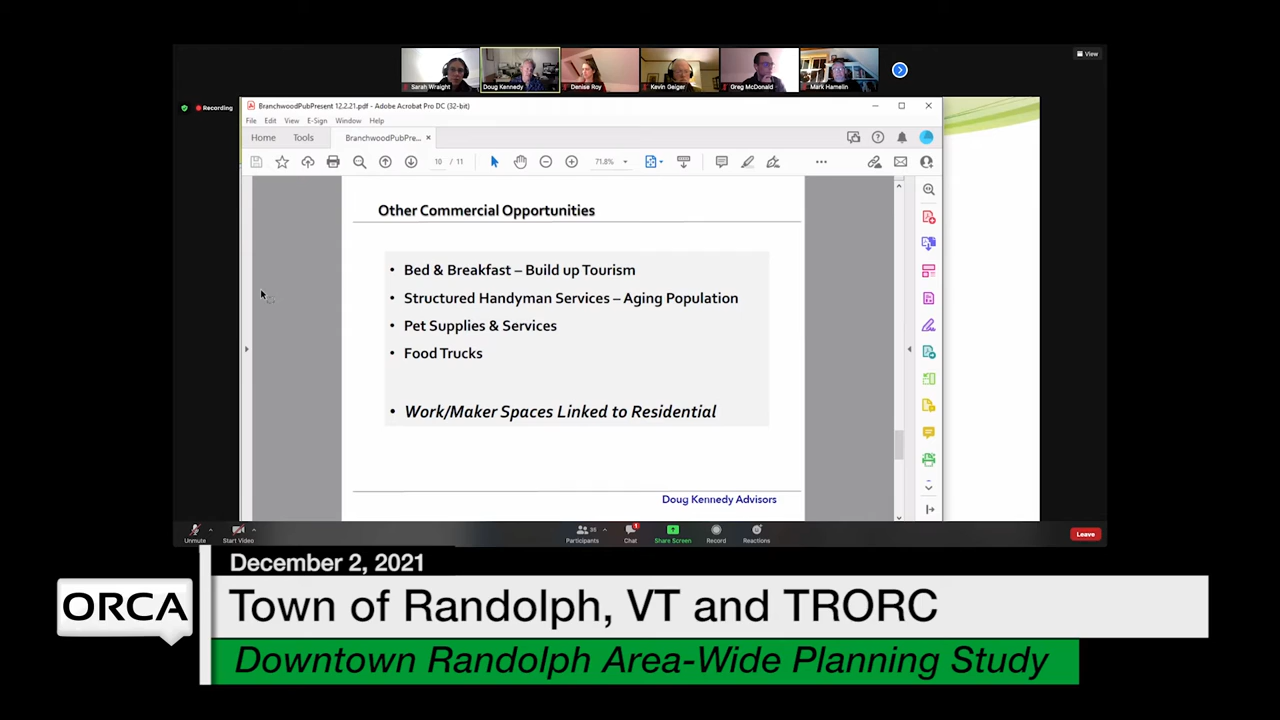 View
Sarah Wraight
Doug Kennedy
Denise Roy
Kevin Geiger
Greg McDonald
Mark Hamelin
Recording
BranchwoodPubPresent 12.2.21.pdf - Adobe Acrobat Pro DC (32-bit)
File Edit View E-Sign Window Help
Home Tools BranchwoodPubPre... ×
10 / 11 71.8%
Other Commercial Opportunities
• Bed & Breakfast – Build up Tourism
• Structured Handyman Services – Aging Population
• Pet Supplies & Services
• Food Trucks
• Work/Maker Spaces Linked to Residential
Doug Kennedy Advisors
Unmute Start Video Participants 35 Chat 1 Share Screen Record Reactions Leave
December 2, 2021
ORCA
Town of Randolph, VT and TRORC
Downtown Randolph Area-Wide Planning Study